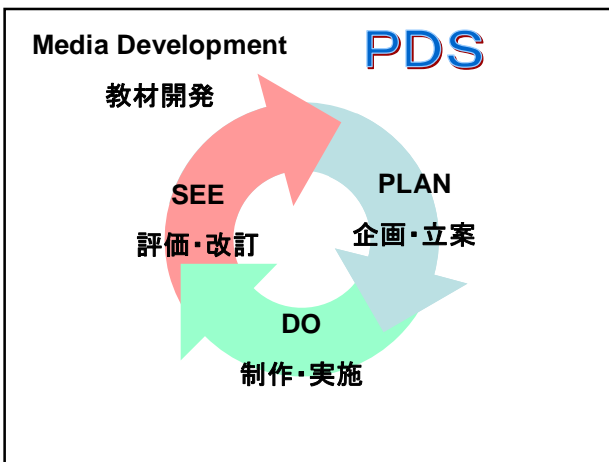 Media Development
PDS
教材開発
SEE
PLAN
評価・改訂
企画・立案
DO
制作・実施